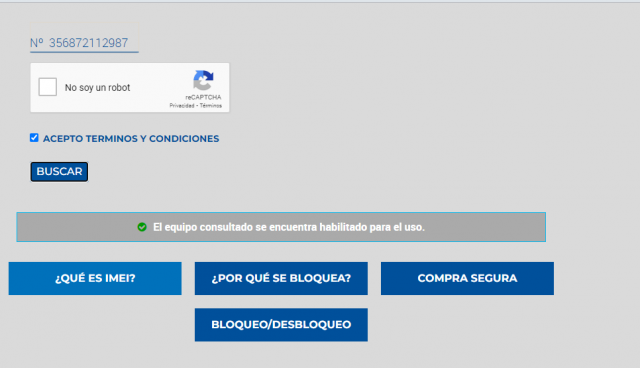 Nº 356872112987
No soy un robot
reCAPTCHA
Privacidad - Términos
ACEPTO TERMINOS Y CONDICIONES
BUSCAR
El equipo consultado se encuentra habilitado para el uso.
¿QUÉ ES IMEI?
¿POR QUÉ SE BLOQUEA?
COMPRA SEGURA
BLOQUEO/DESBLOQUEO